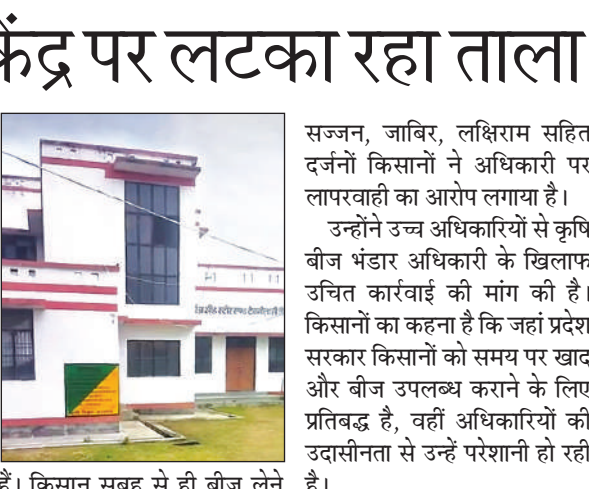 केंद्र पर लटका रहा ताला
हैं। किसान सुबह से ही बीज लेने
सज्जन, जाबिर, लक्षिराम सहित
दर्जनों किसानों ने अधिकारी पर
लापरवाही का आरोप लगाया है।
उन्होंने उच्च अधिकारियों से कृषि
बीज भंडार अधिकारी के खिलाफ
उचित कार्रवाई की मांग की है।
किसानों का कहना है कि जहां प्रदेश
सरकार किसानों को समय पर खाद
और बीज उपलब्ध कराने के लिए
प्रतिबद्ध है, वहीं अधिकारियों की
उदासीनता से उन्हें परेशानी हो रही
है।